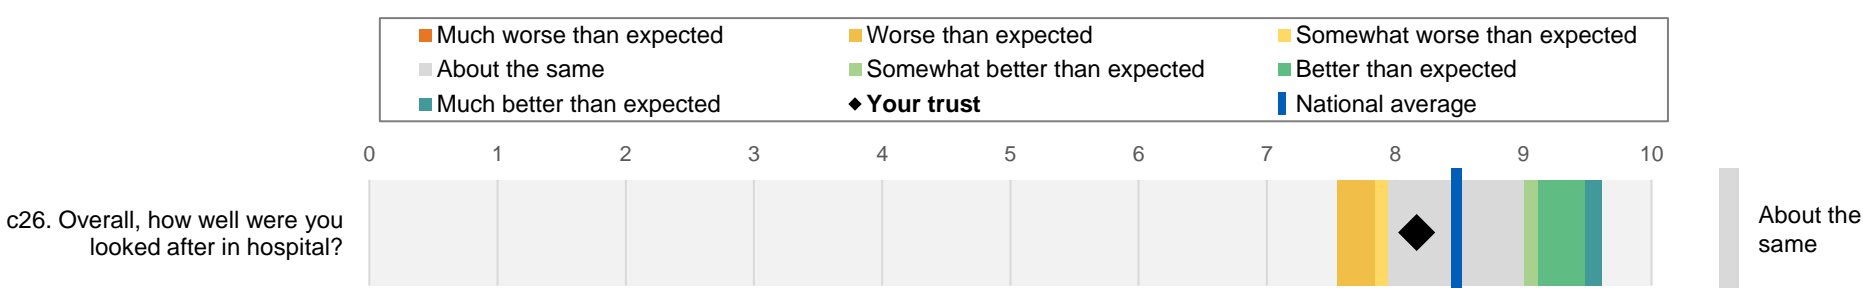 Much worse than expected Worse than expected Somewhat worse than expected
About the same Somewhat better than expected Better than expected
Much better than expected Your trust National average
0 1 2 3 4 5 6 7 8 9 10
c26. Overall, how well were you
looked after in hospital?
About the
same